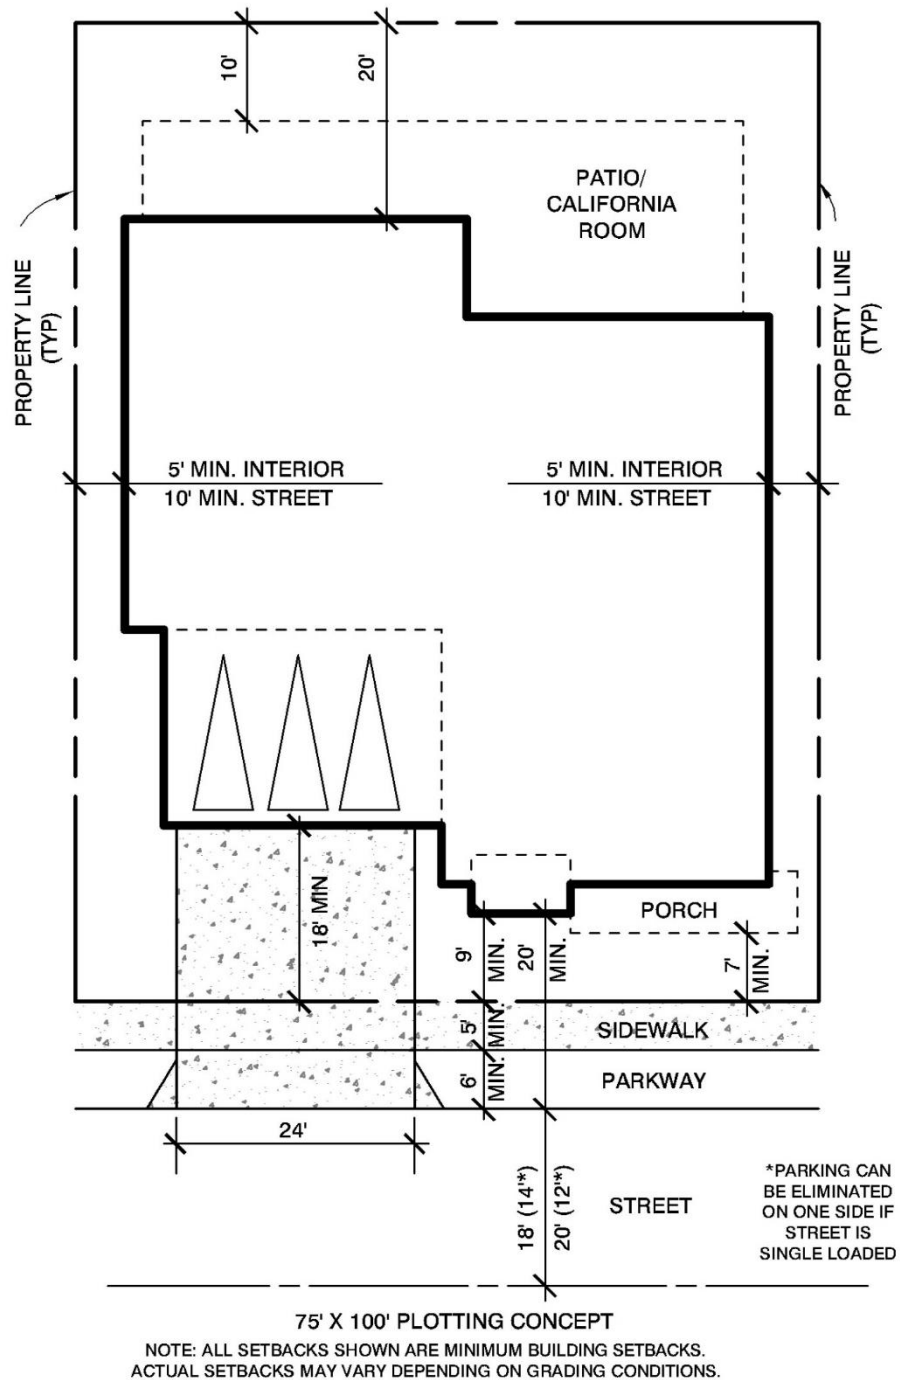 10'
20'
PATIO/
CALIFORNIA
ROOM
PROPERTY LINE
(TYP)
PROPERTY LINE
(TYP)
5' MIN. INTERIOR
10' MIN. STREET
5' MIN. INTERIOR
10' MIN. STREET
18' MIN
PORCH
9'
MIN.
20'
MIN.
7'
MIN.
5'
MIN.
SIDEWALK
6'
MIN.
PARKWAY
24'
18' (14'*)
20' (12'*)
STREET
*PARKING CAN
BE ELIMINATED
ON ONE SIDE IF
STREET IS
SINGLE LOADED
75' X 100' PLOTTING CONCEPT
NOTE: ALL SETBACKS SHOWN ARE MINIMUM BUILDING SETBACKS.
ACTUAL SETBACKS MAY VARY DEPENDING ON GRADING CONDITIONS.